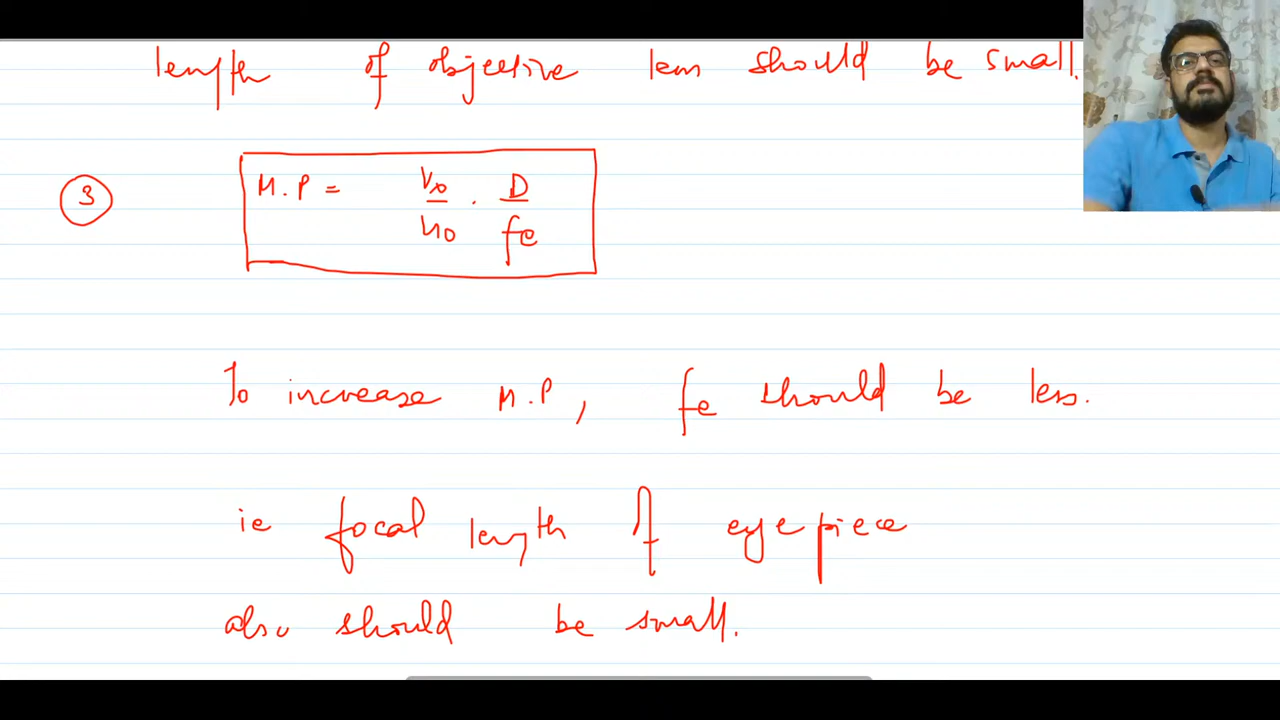 length of objective lens should be small.
3
M.P = Vo/uo . D/fe
To increase M.P, fe should be less.
ie focal length of eyepiece
also should be small.